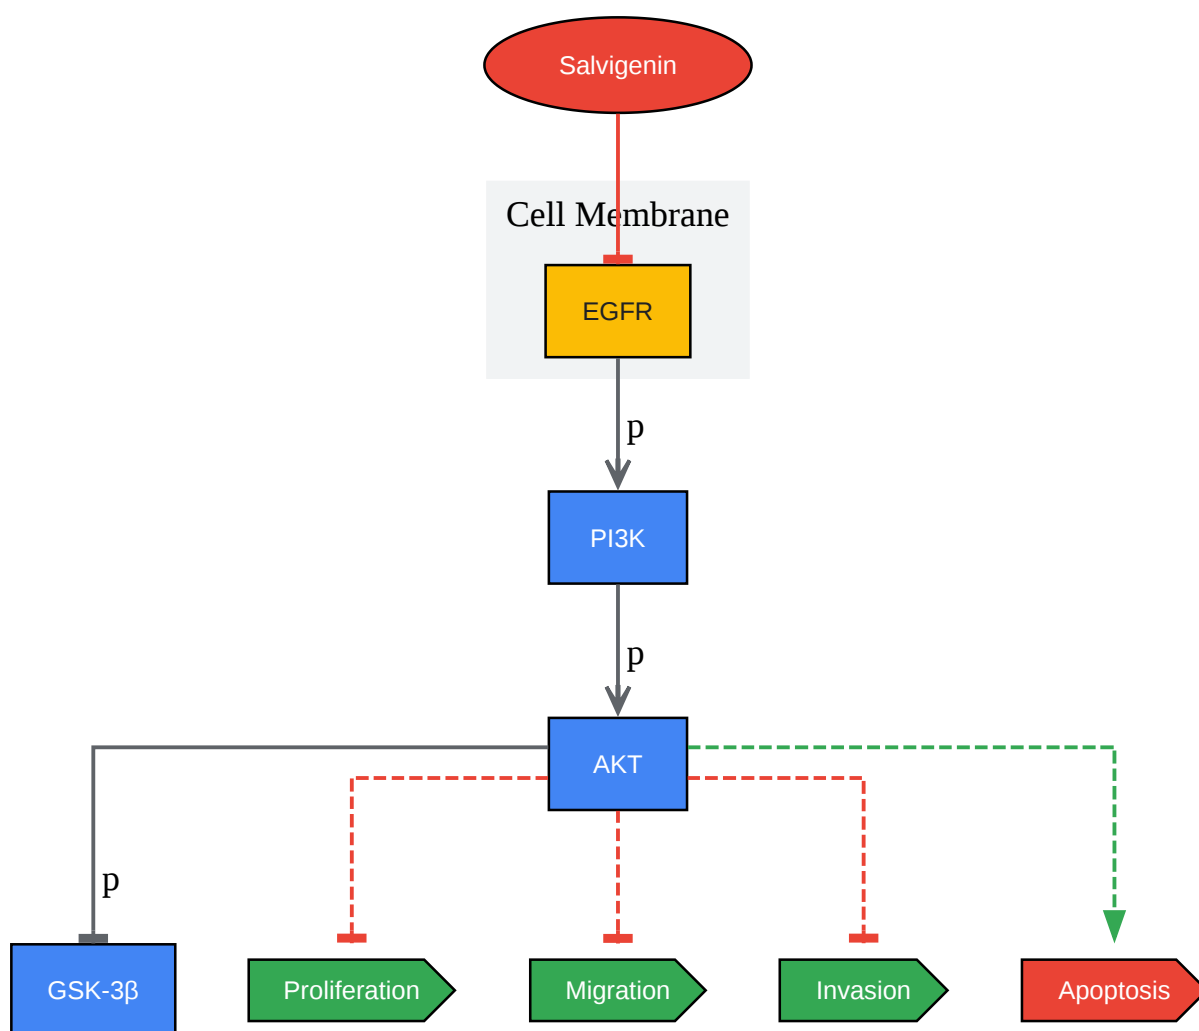 Salvigenin
Cell Membrane
EGFR
p
PI3K
p
AKT
p
GSK-3β
Proliferation
Migration
Invasion
Apoptosis